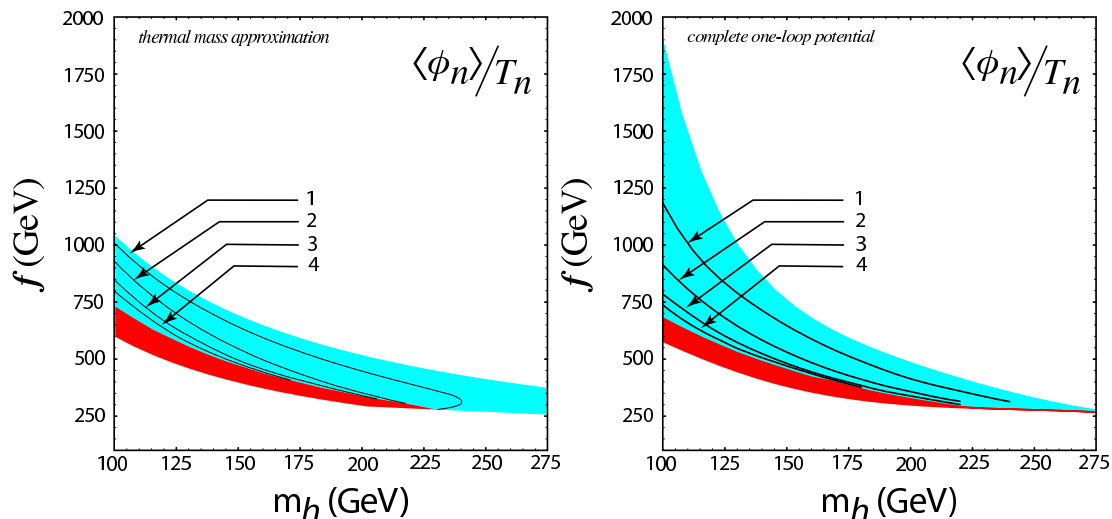 thermal mass approximation
⟨ϕn⟩/Tn
2000
1750
1500
1250
1000
750
500
250
f (GeV)
1
2
3
4
100 125 150 175 200 225 250 275
mh (GeV)
complete one-loop potential
⟨ϕn⟩/Tn
2000
1750
1500
1250
1000
750
500
250
f (GeV)
1
2
3
4
100 125 150 175 200 225 250 275
mh (GeV)